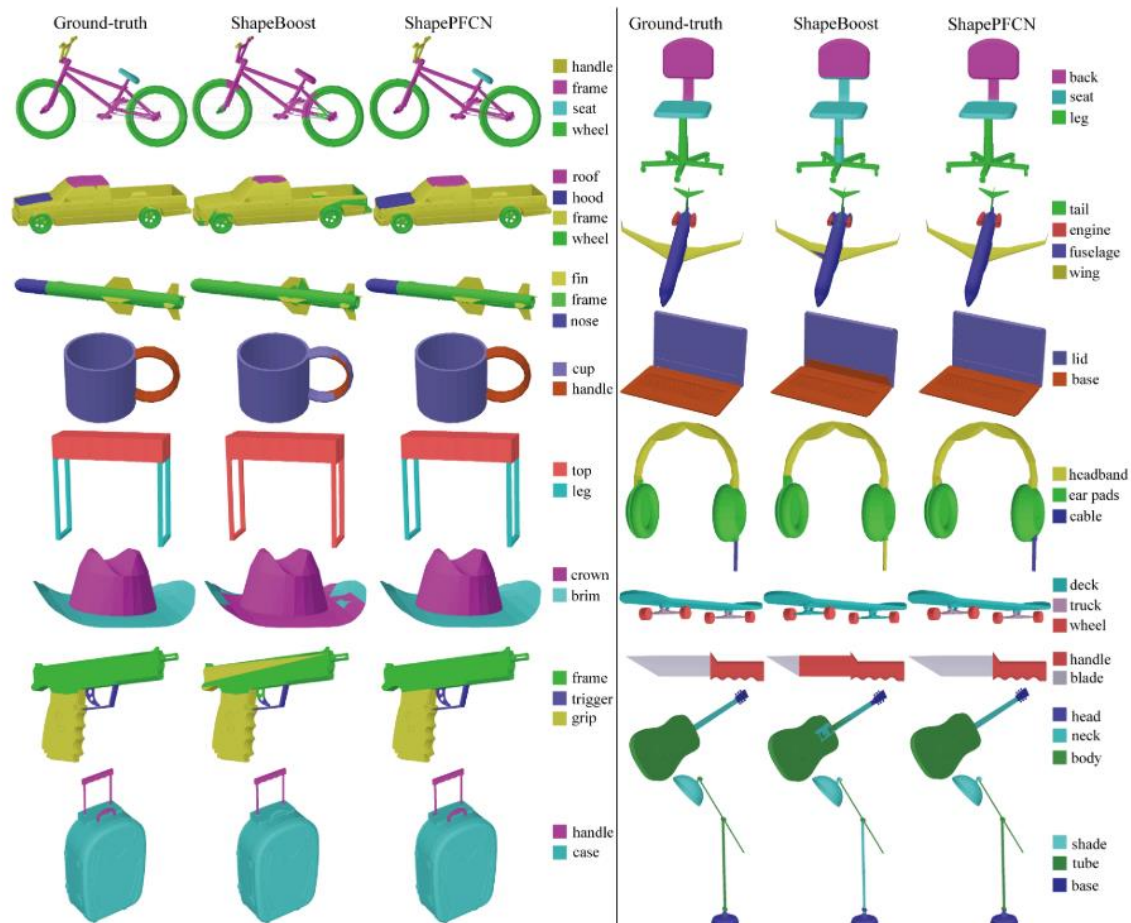 Ground-truth ShapeBoost ShapePFCN
handle
frame
seat
wheel
roof
hood
frame
wheel
fin
frame
nose
cup
handle
top
leg
crown
brim
frame
trigger
grip
handle
case
Ground-truth ShapeBoost ShapePFCN
back
seat
leg
tail
engine
fuselage
wing
lid
base
headband
ear pads
cable
deck
truck
wheel
handle
blade
head
neck
body
shade
tube
base